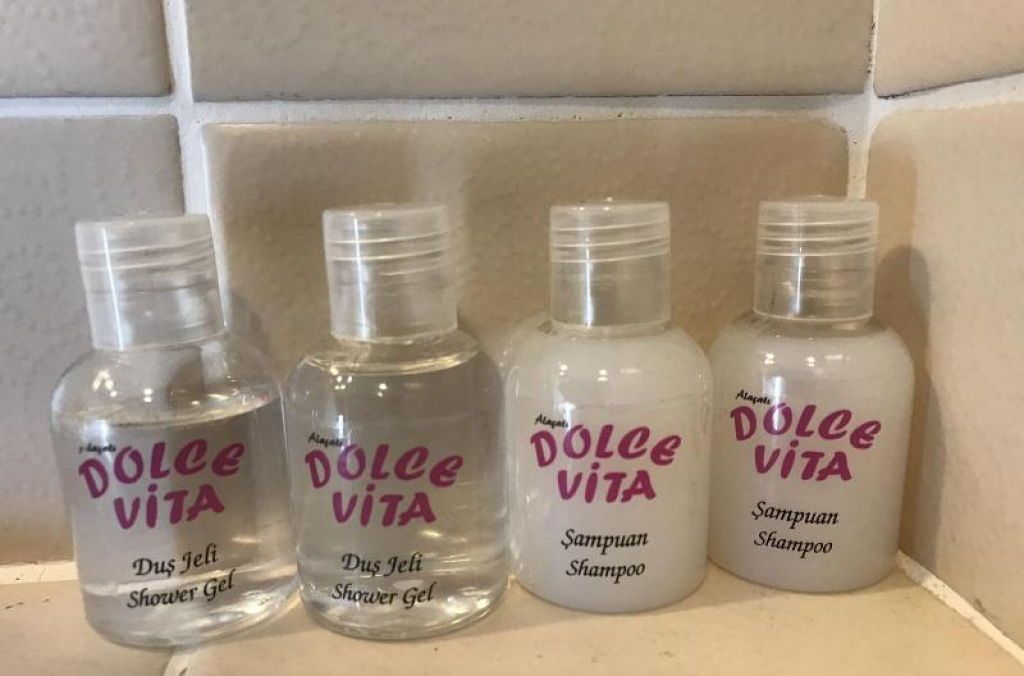 Alaçatı
DOLCE
VİTA
Duş Jeli
Shower Gel
Alaçatı
DOLCE
VİTA
Duş Jeli
Shower Gel
Alaçatı
DOLCE
VİTA
Şampuan
Shampoo
Alaçatı
DOLCE
VİTA
Şampuan
Shampoo